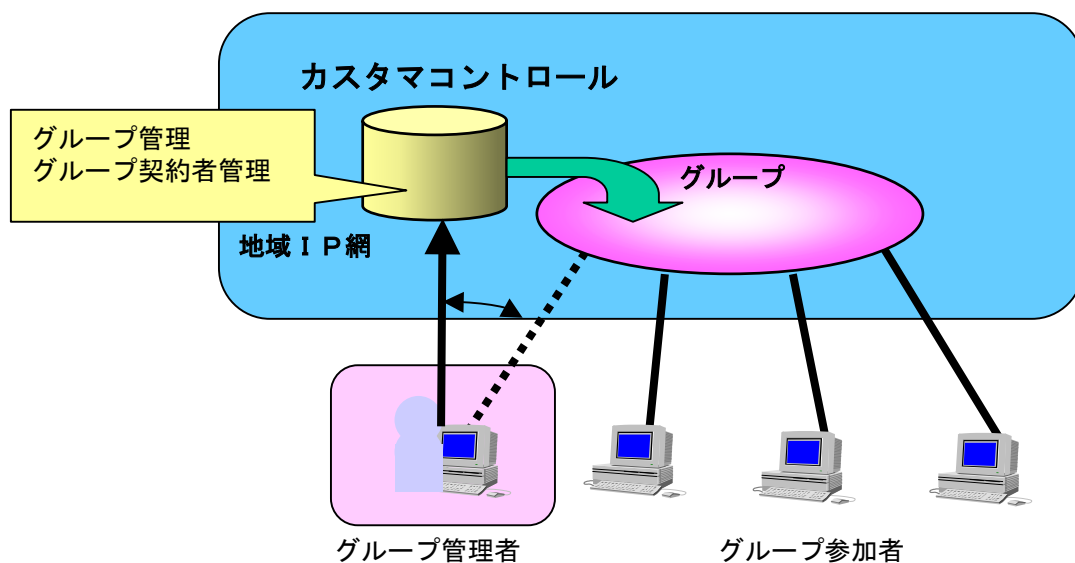 カスタマコントロール
グループ管理
グループ契約者管理
グループ
地域ＩＰ網
グループ管理者
グループ参加者